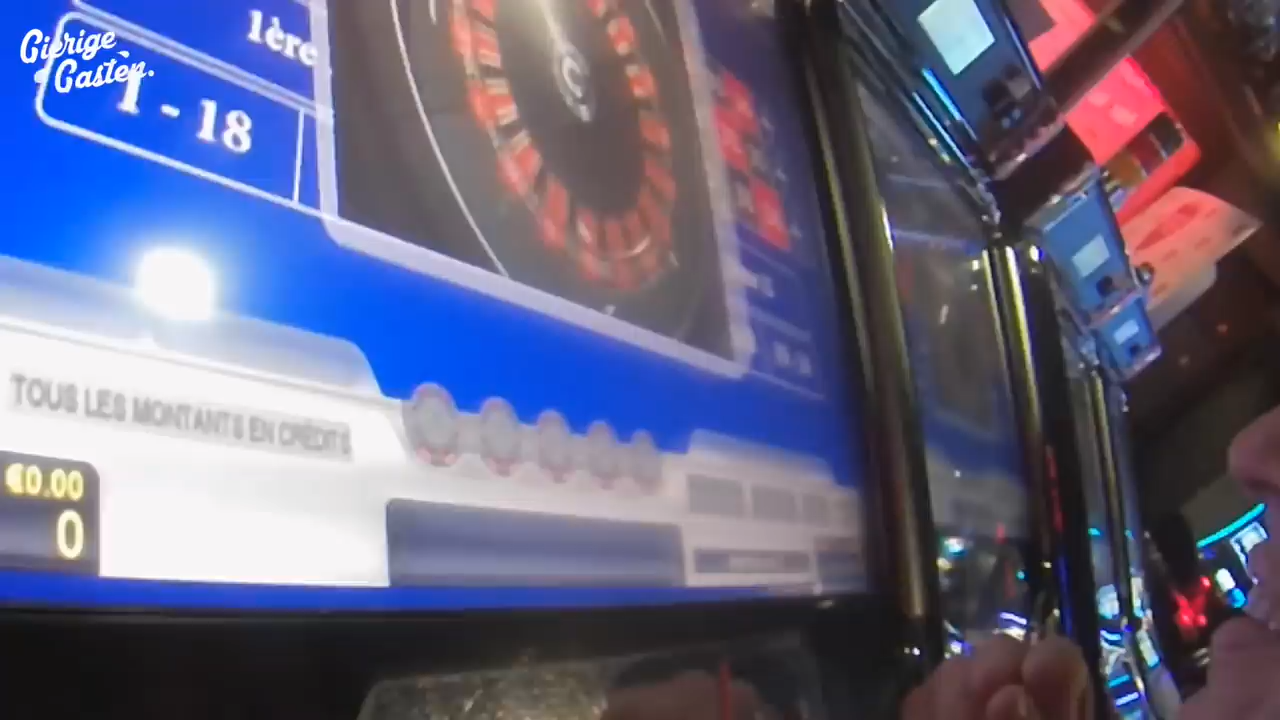 Gierige
Gasten.
1ère
1 - 18
TOUS LES MONTANTS EN CRÉDITS
€0.00
0